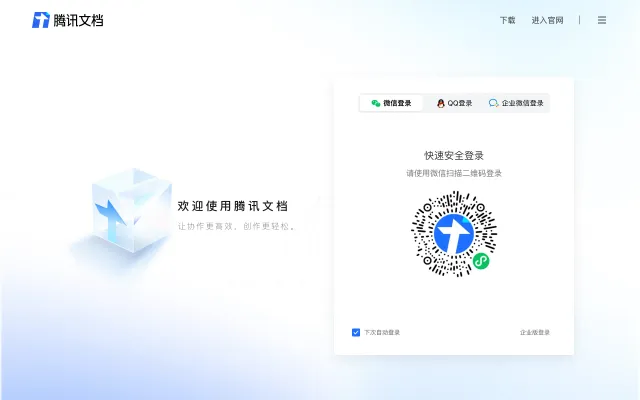 腾讯文档
下载 进入官网
微信登录 QQ登录 企业微信登录
快速安全登录
请使用微信扫描二维码登录
欢迎使用腾讯文档
让协作更高效，创作更轻松。
下次自动登录 企业版登录